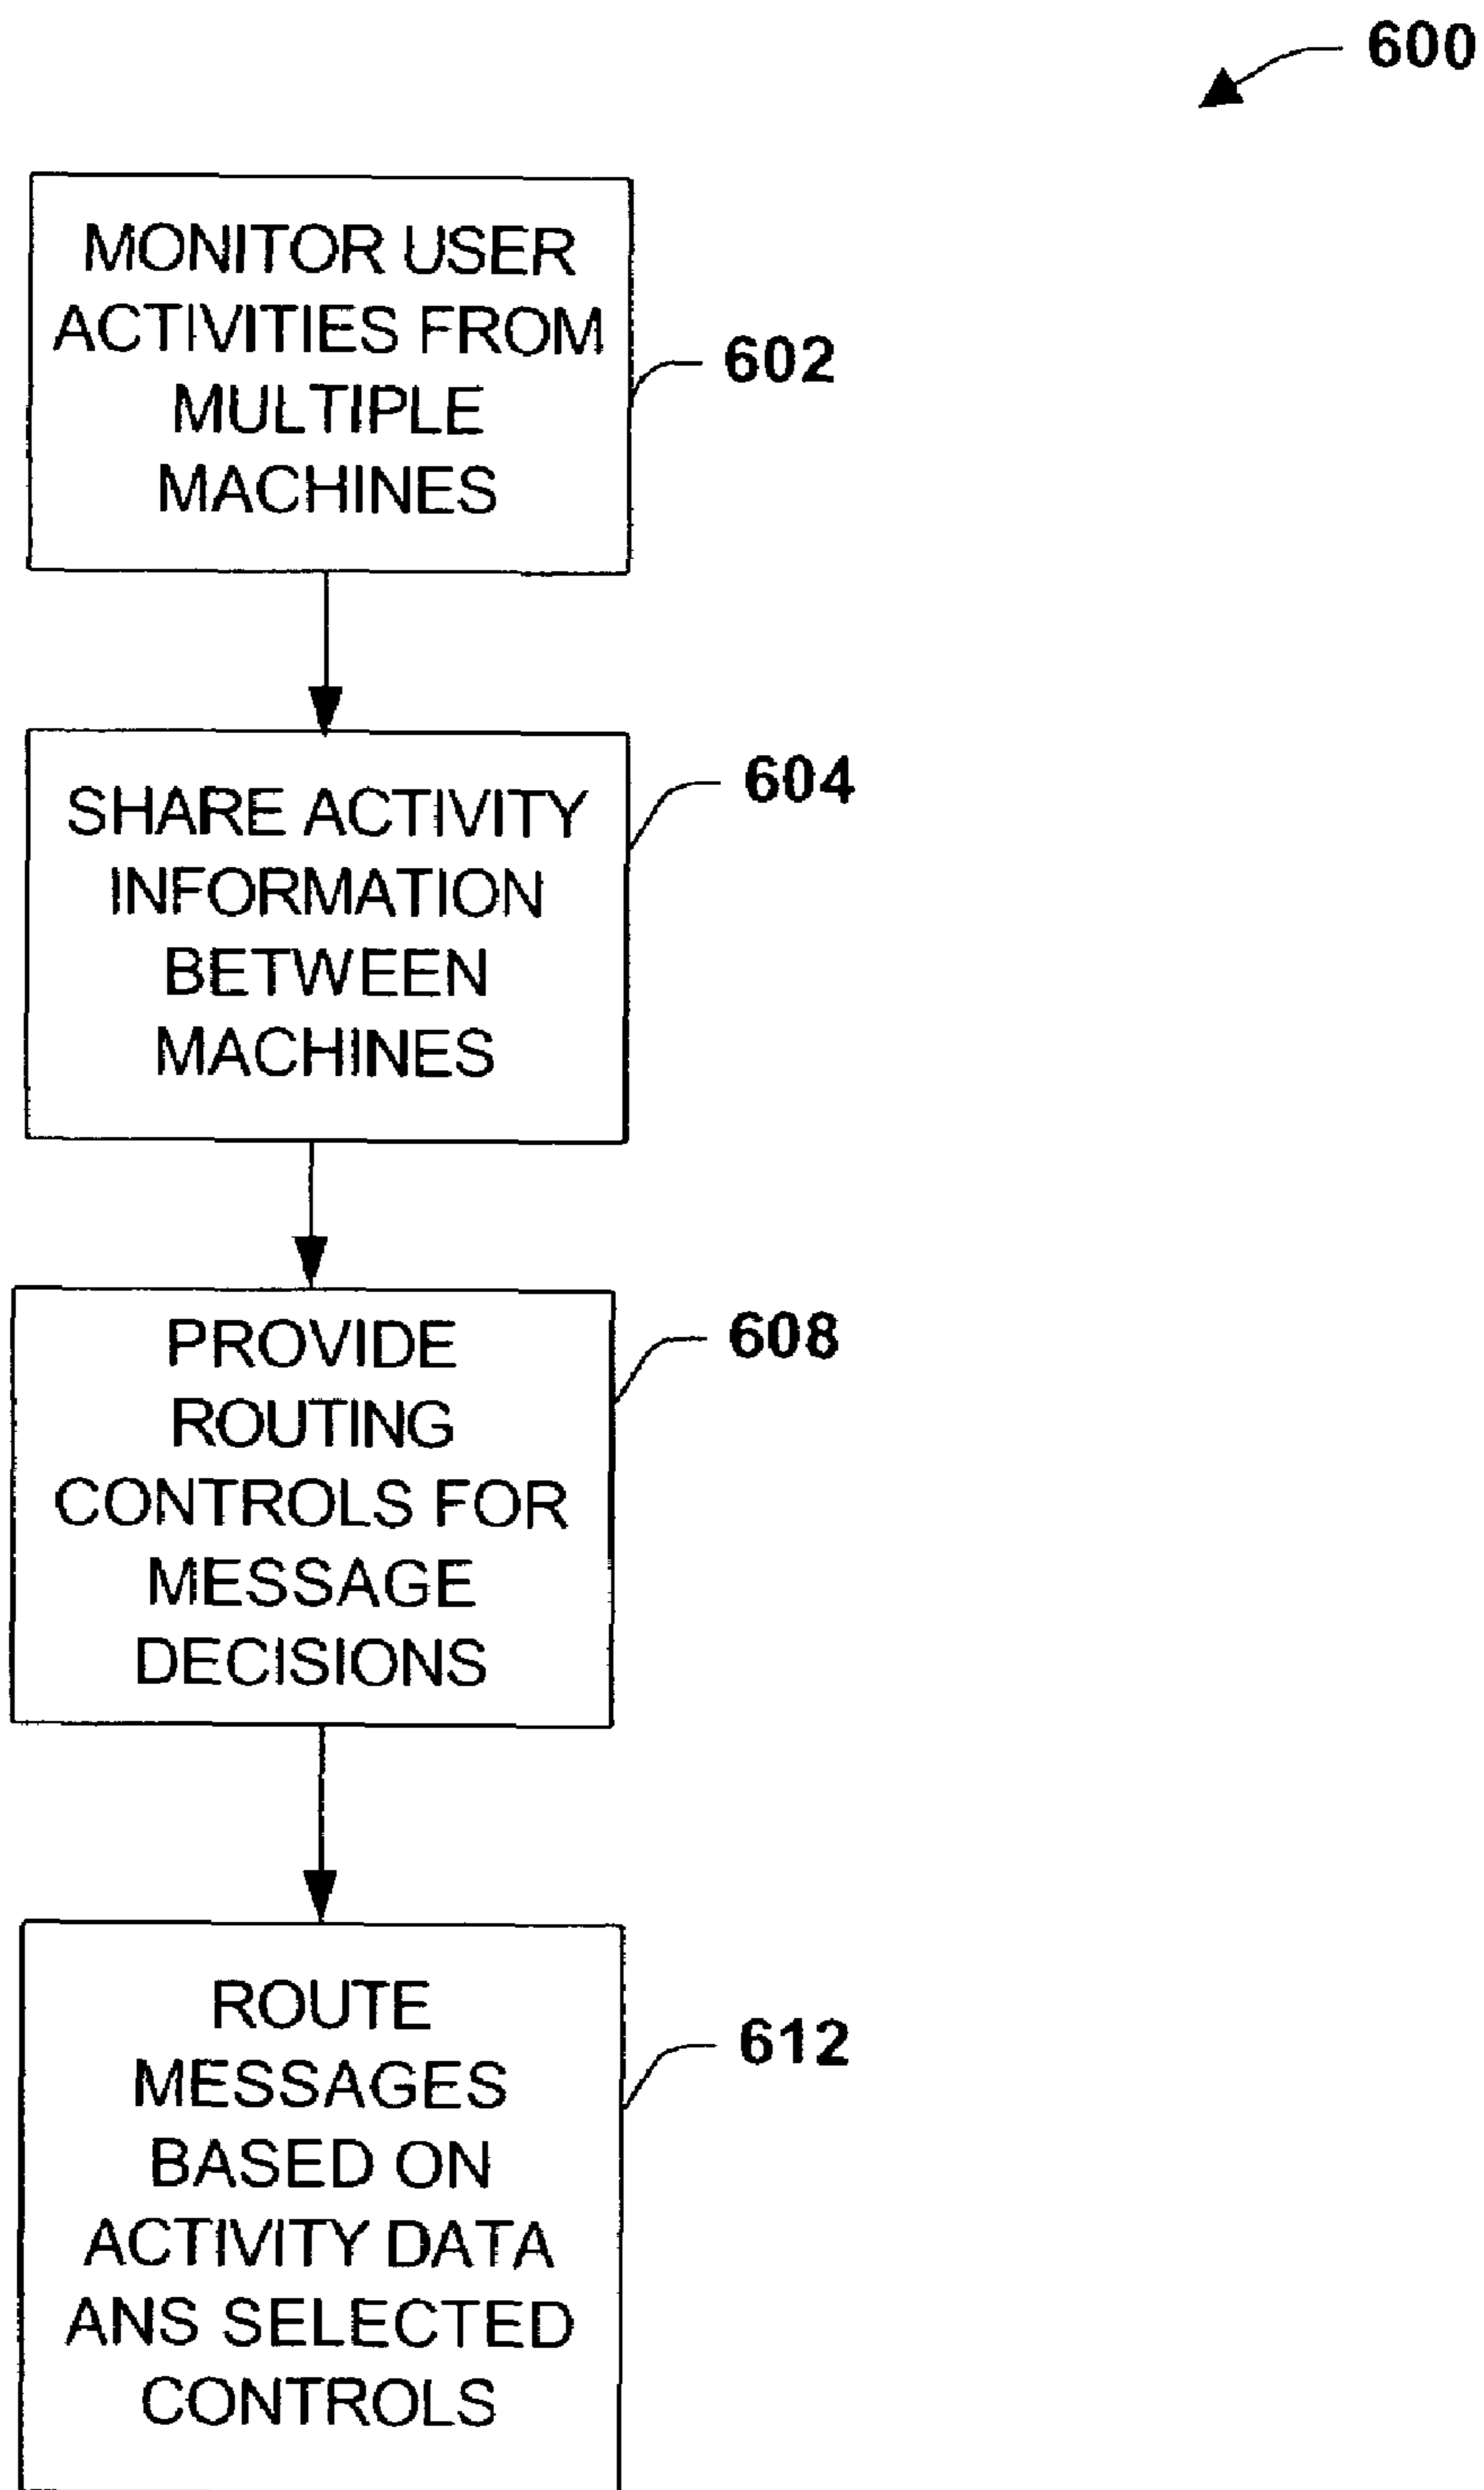 600
MONITOR USER
ACTIVITIES FROM
MULTIPLE
MACHINES
602
SHARE ACTIVITY
INFORMATION
BETWEEN
MACHINES
604
PROVIDE
ROUTING
CONTROLS FOR
MESSAGE
DECISIONS
608
ROUTE
MESSAGES
BASED ON
ACTIVITY DATA
ANS SELECTED
CONTROLS
612